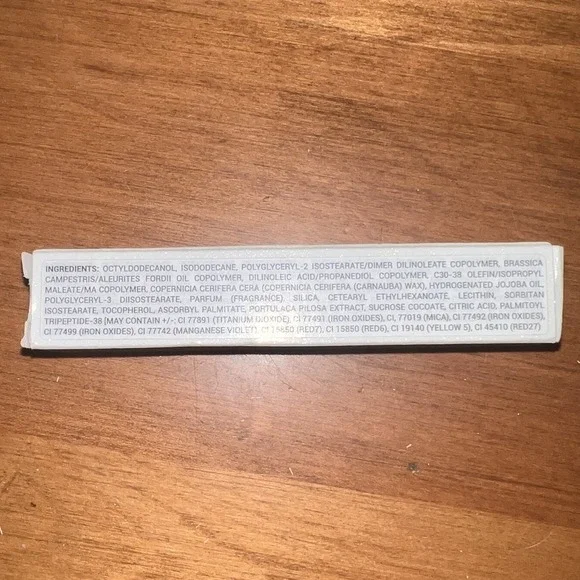 INGREDIENTS: OCTYLDODECANOL, ISODODECANE, POLYGLYCERYL-2 ISOSTEARATE/DIMER DILINOLEATE COPOLYMER, BRASSICA
CAMPESTRIS/ALEURITES FORDII OIL COPOLYMER, DILINOLEIC ACID/PROPANEDIOL COPOLYMER, C30-38 OLEFIN/ISOPROPYL
MALEATE/MA COPOLYMER, COPERNICIA CERIFERA CERA (COPERNICIA CERIFERA (CARNAUBA) WAX), HYDROGENATED JOJOBA OIL,
POLYGLYCERYL-3 DIISOSTEARATE, PARFUM (FRAGRANCE), SILICA, CETEARYL ETHYLHEXANOATE, LECITHIN, SORBITAN
ISOSTEARATE, TOCOPHEROL, ASCORBYL PALMITATE, PORTULACA PILOSA EXTRACT, SUCROSE COCOATE, CITRIC ACID, PALMITOYL
TRIPEPTIDE-38 [MAY CONTAIN +/-: CI 77891 (TITANIUM DIOXIDE), CI 77491 (IRON OXIDES), CI, 77019 (MICA), CI 77492 (IRON OXIDES),
CI 77499 (IRON OXIDES), CI 77742 (MANGANESE VIOLET), CI 15850 (RED7), CI 15850 (RED6), CI 19140 (YELLOW 5), CI 45410 (RED27)